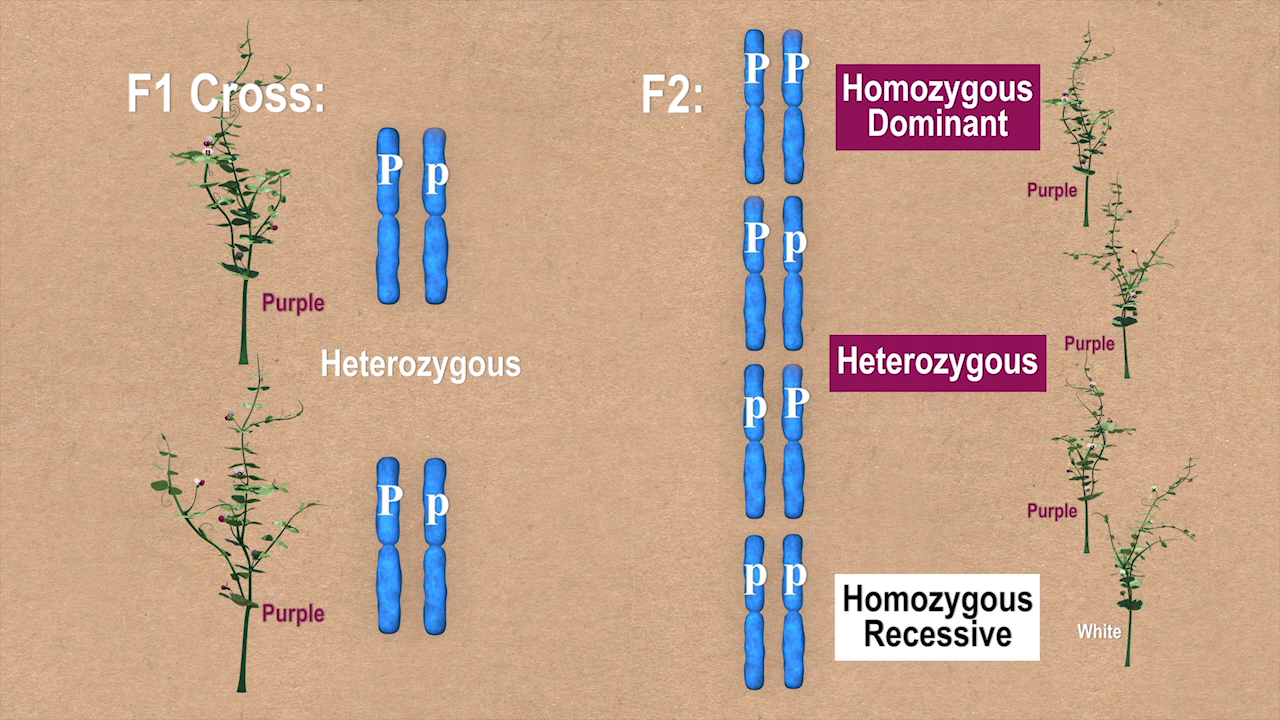 F1 Cross:
P p
Purple
Heterozygous
P p
Purple
F2:
P P
Homozygous
Dominant
Purple
P p
Purple
Heterozygous
p P
Purple
p p
Homozygous
Recessive
White